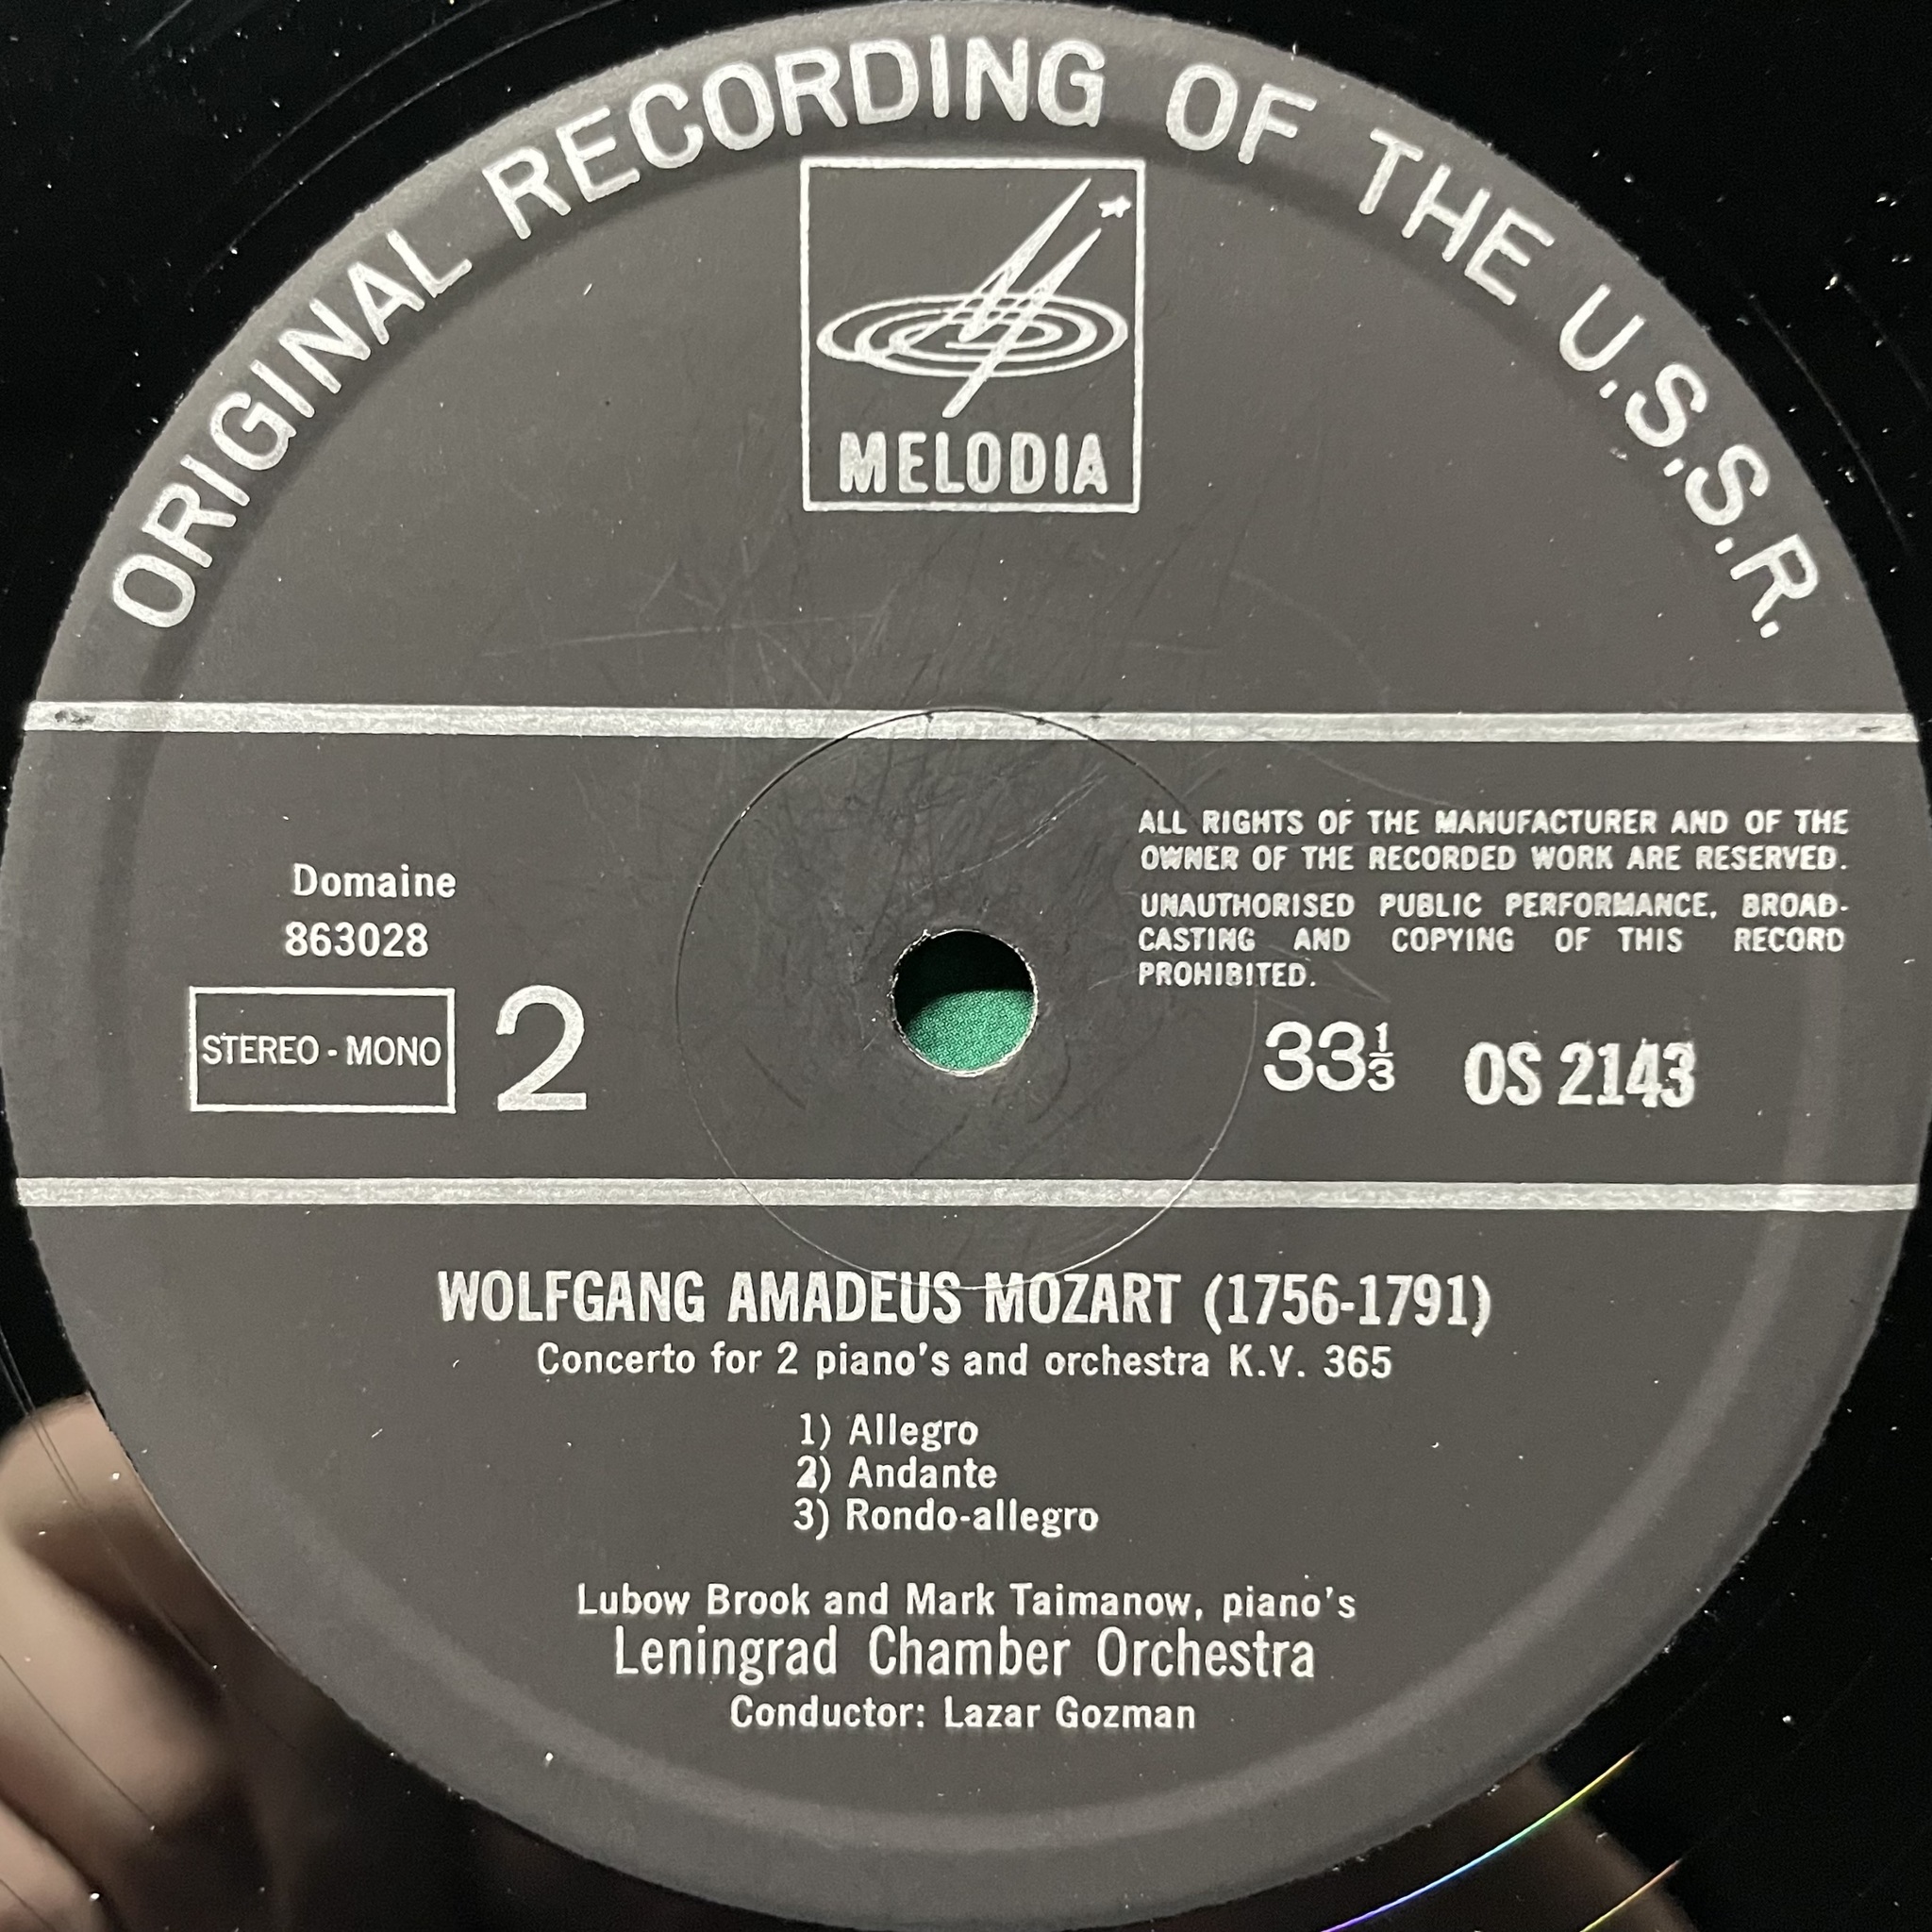 ORIGINAL RECORDING OF THE U.S.S.R.
MELODIA
Domaine
863028
STEREO - MONO
2
ALL RIGHTS OF THE MANUFACTURER AND OF THE
OWNER OF THE RECORDED WORK ARE RESERVED.
UNAUTHORISED PUBLIC PERFORMANCE, BROAD-
CASTING AND COPYING OF THIS RECORD
PROHIBITED.
33⅓ OS 2143
WOLFGANG AMADEUS MOZART (1756-1791)
Concerto for 2 piano's and orchestra K.V. 365
1) Allegro
2) Andante
3) Rondo-allegro
Lubow Brook and Mark Taimanow, piano's
Leningrad Chamber Orchestra
Conductor: Lazar Gozman